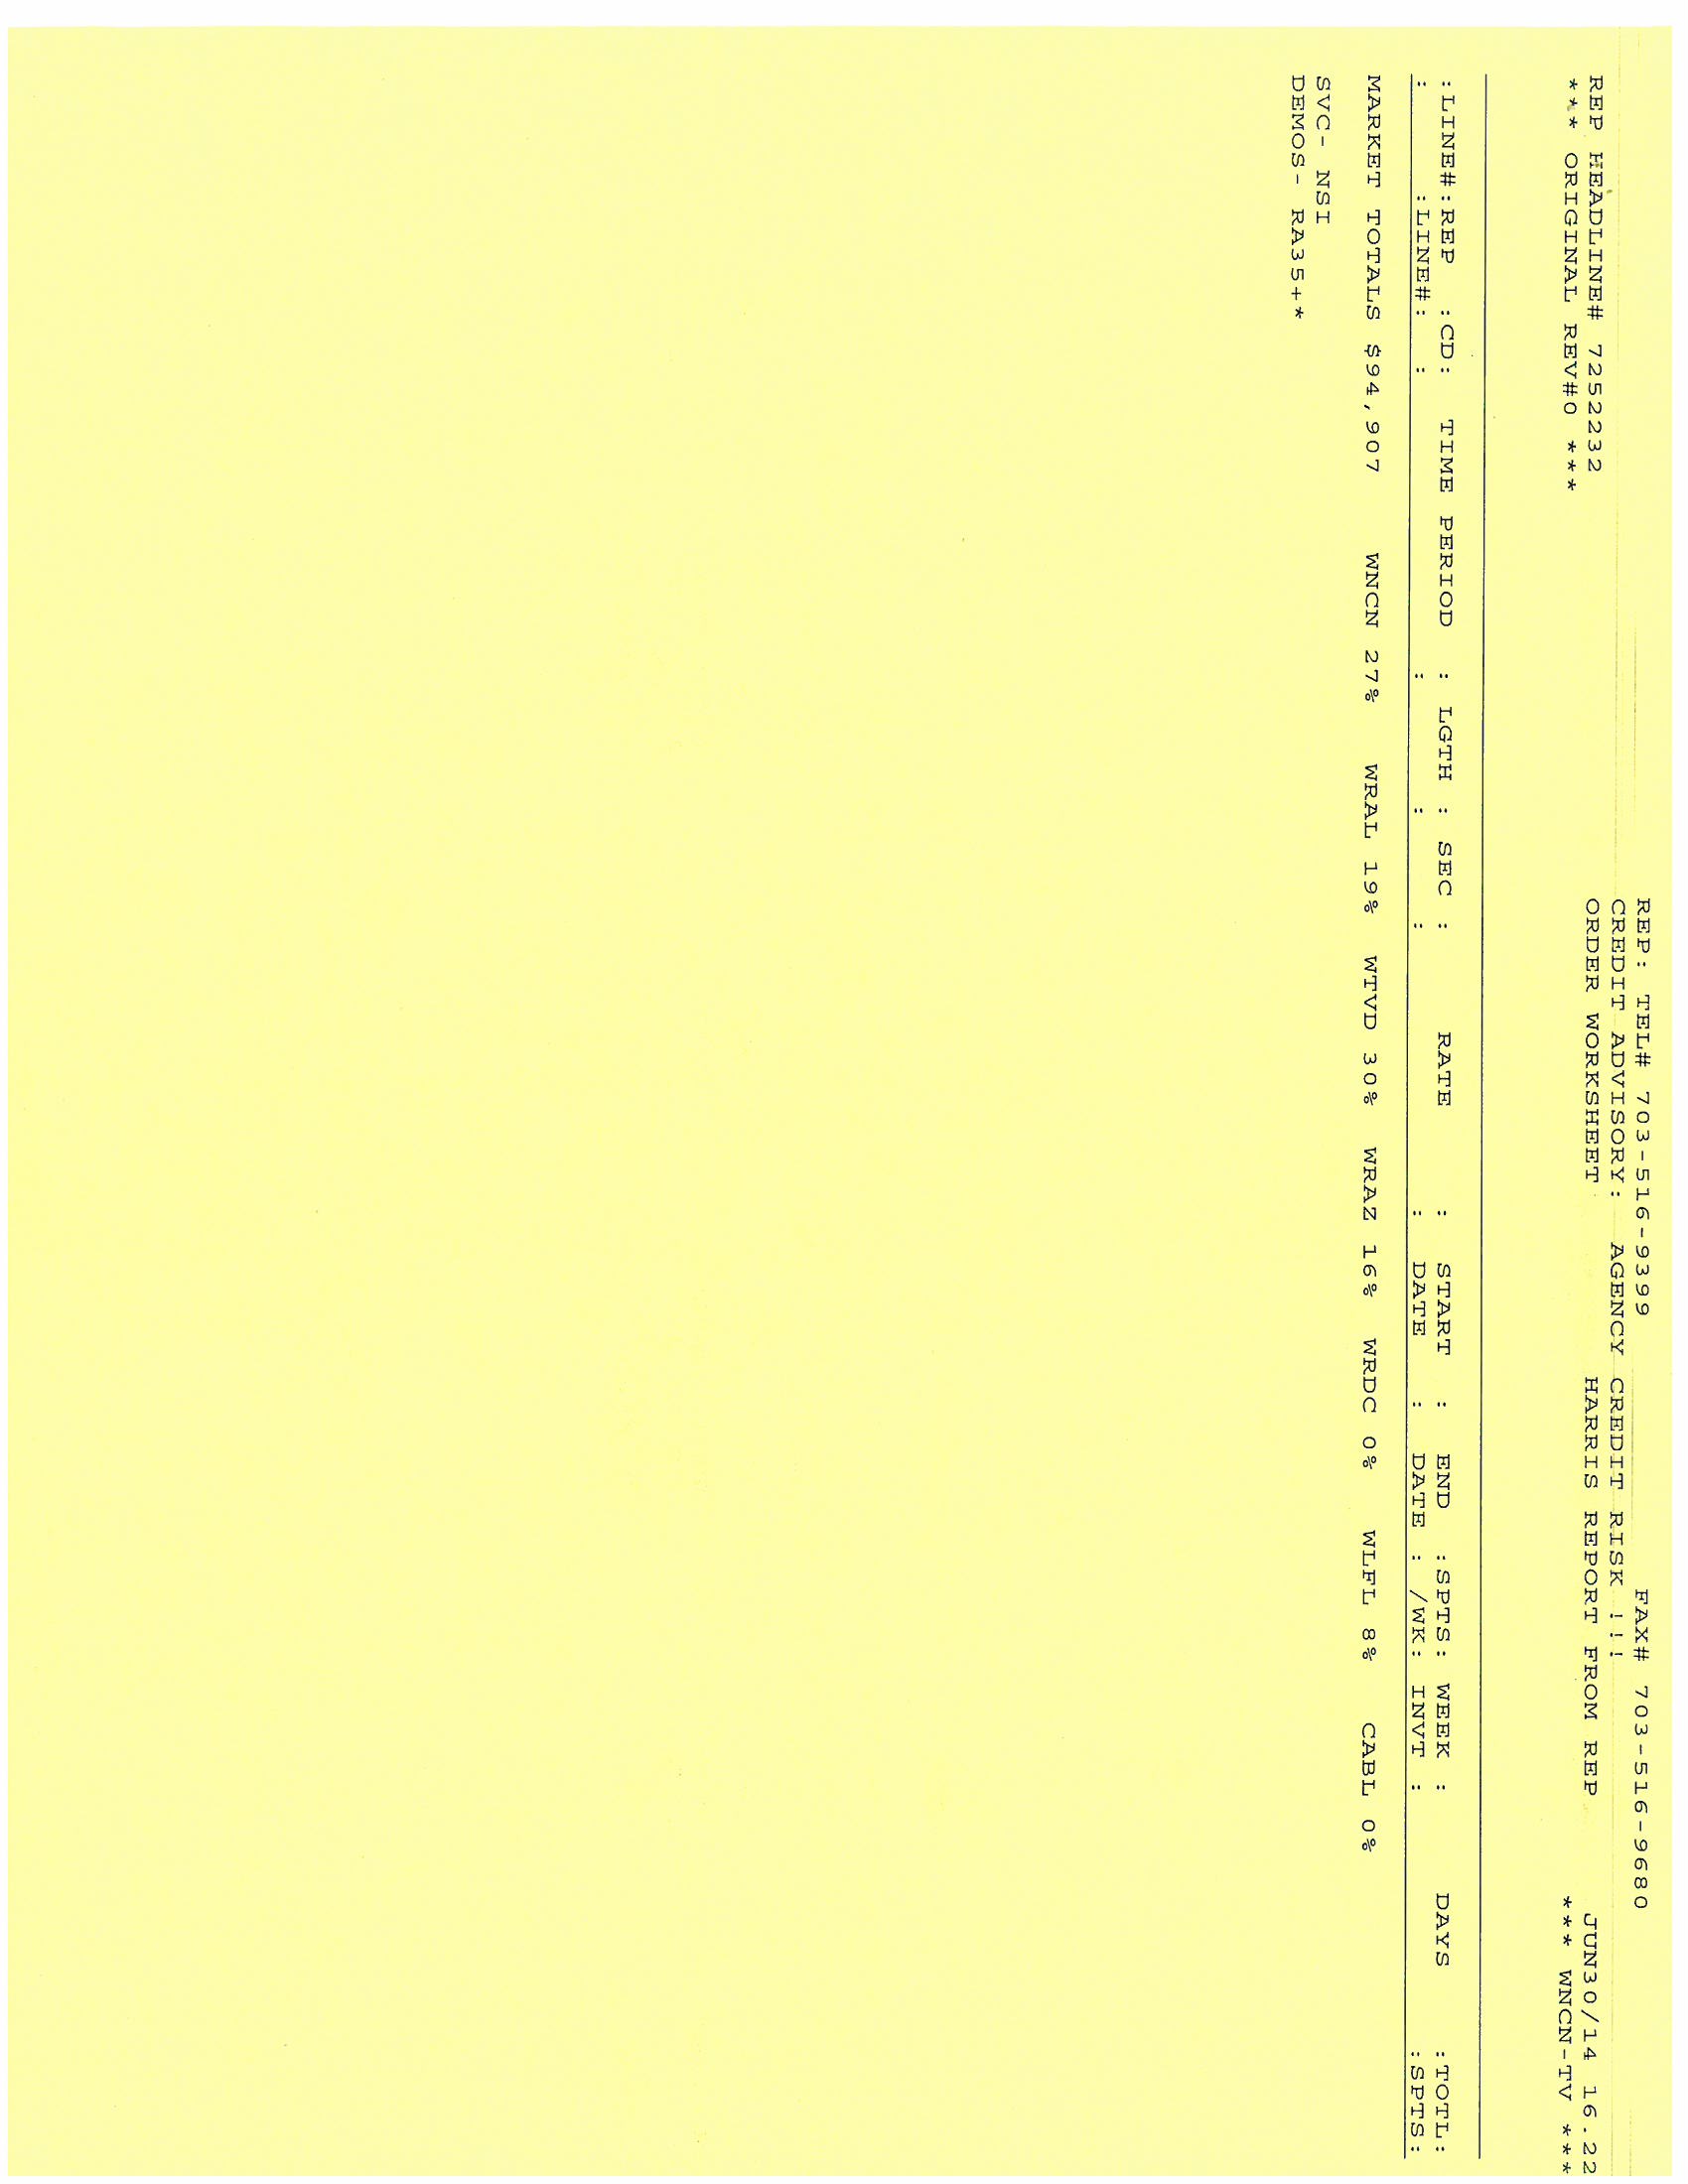 REP: TEL# 703-516-9399 FAX# 703-516-9680
CREDIT ADVISORY: AGENCY CREDIT RISK !!!
REP HEADLINE# 7252232 ORDER WORKSHEET HARRIS REPORT FROM REP JUN30/14 16.22
*** ORIGINAL REV#0 *** *** WNCN-TV ***
:LINE#:REP :CD: TIME PERIOD : LGTH : SEC : RATE : START : END :SPTS: WEEK : DAYS :TOTL:
: :LINE#: : : : : : DATE : DATE : /WK: INVT : :SPTS:
MARKET TOTALS $94,907 WNCN 27% WRAL 19% WTVD 30% WRAZ 16% WRDC 0% WLFL 8% CABL 0%
SVC- NSI
DEMOS- RA35+*